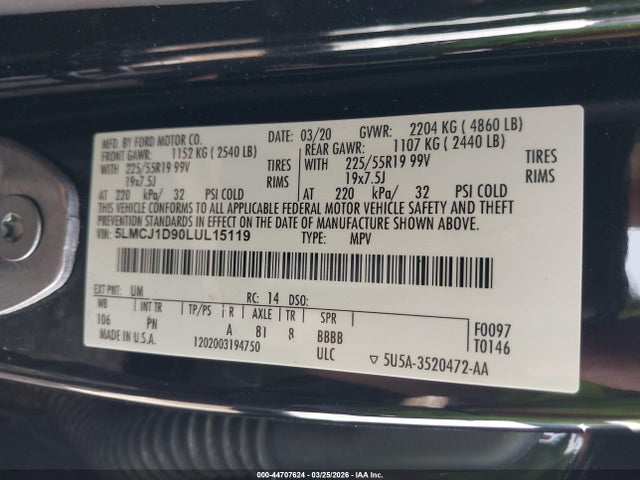 MFD. BY FORD MOTOR CO. DATE: 03/20 GVWR: 2204 KG ( 4860 LB)
FRONT GAWR: 1152 KG ( 2540 LB) REAR GAWR: 1107 KG ( 2440 LB)
WITH 225/55R19 99V TIRES WITH 225/55R19 99V TIRES
19x7.5J RIMS 19x7.5J RIMS
AT 220 kPa/ 32 PSI COLD AT 220 kPa/ 32 PSI COLD
THIS VEHICLE CONFORMS TO ALL APPLICABLE FEDERAL MOTOR VEHICLE SAFETY AND THEFT
PREVENTION STANDARDS IN EFFECT ON THE DATE OF MANUFACTURE SHOWN ABOVE.
VIN: 5LMCJ1D90LUL15119 TYPE: MPV
EXT PNT: UM RC: 14 DSO:
WB INT TR TP/PS R AXLE TR SPR F0097
106 PN A 81 8 BBBB T0146
MADE IN U.S.A. 1202003194750 ULC 5U5A-3520472-AA
000-44707624 | 03/25/2026 - IAA Inc.